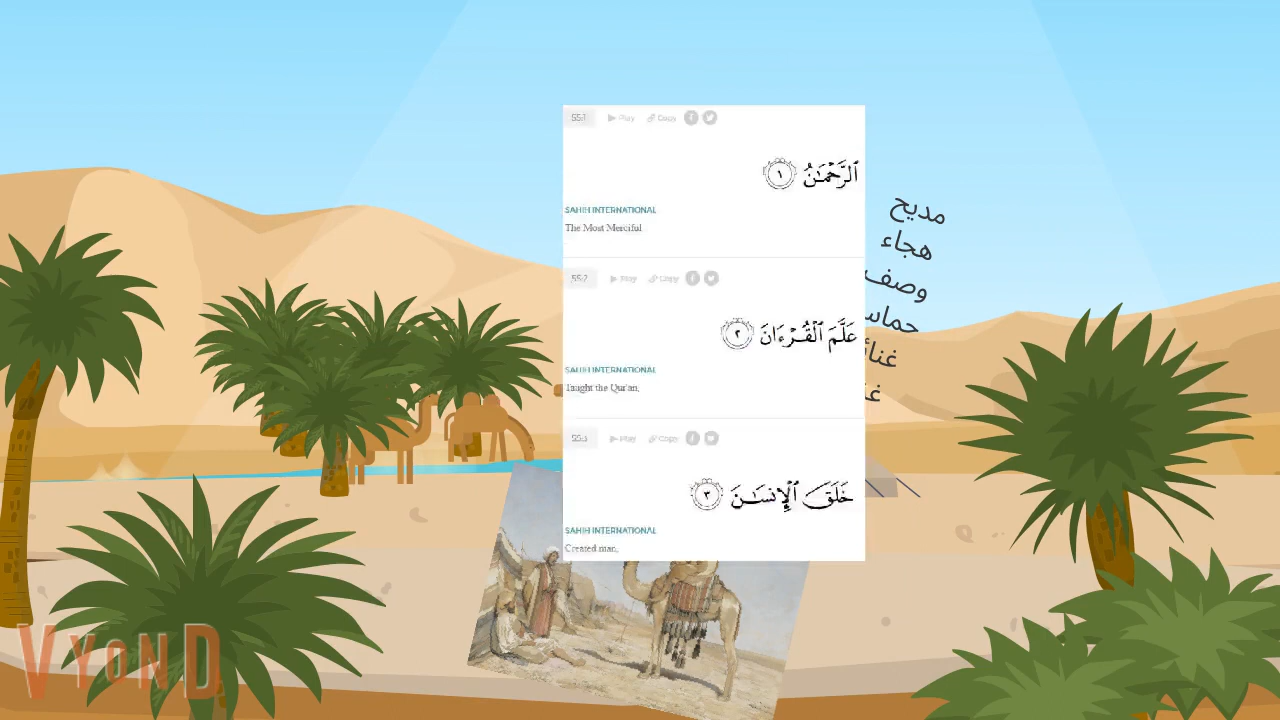 55:1 Play Copy
ٱلرَّحْمَـٰنُ ١
SAHIH INTERNATIONAL
The Most Merciful
55:2 Play Copy
عَلَّمَ ٱلْقُرْءَانَ ٢
SAHIH INTERNATIONAL
Taught the Qur'an,
55:3 Play Copy
خَلَقَ ٱلْإِنسَـٰنَ ٣
SAHIH INTERNATIONAL
Created man,
مديح
هجاء
وصف
VYOND